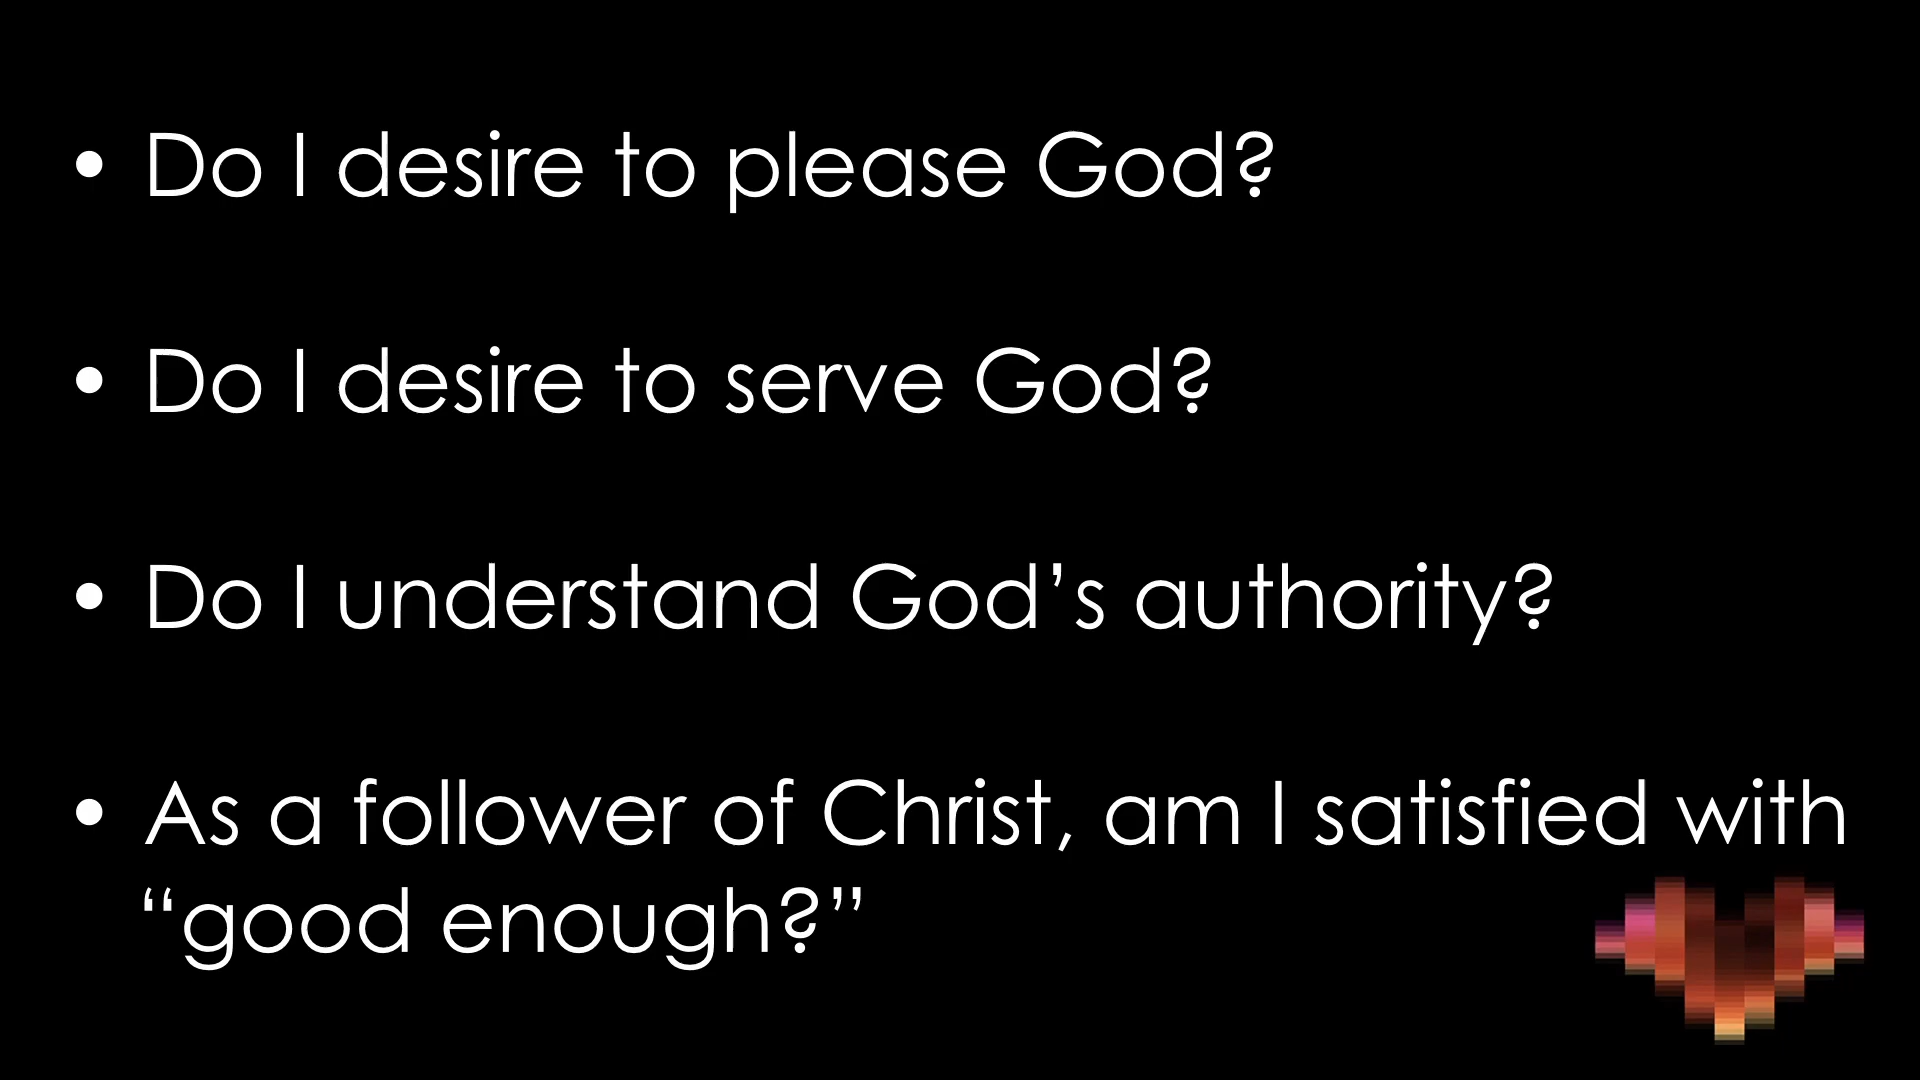 • Do I desire to please God?
• Do I desire to serve God?
• Do I understand God’s authority?
• As a follower of Christ, am I satisfied with
“good enough?”